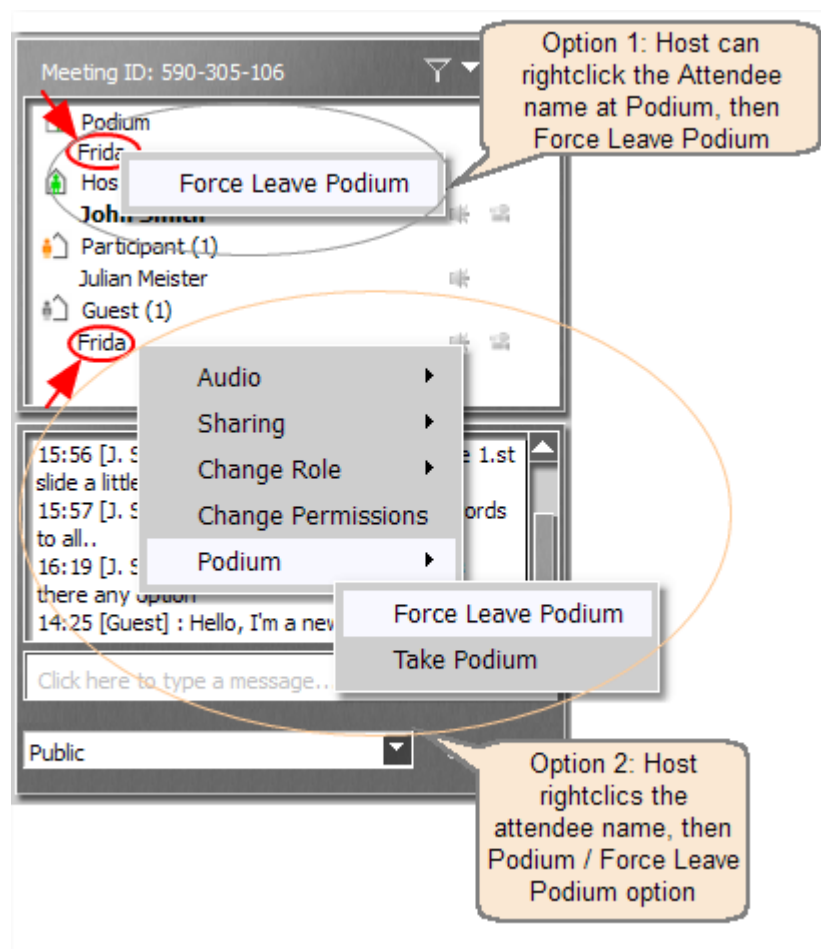 Meeting ID: 590-305-106
Option 1: Host can
rightclick the Attendee
name at Podium, then
Force Leave Podium
Podium
Frida
Force Leave Podium
John Smith
Participant (1)
Julian Meister
Guest (1)
Frida
Audio
Sharing
Change Role
Change Permissions
Podium
Force Leave Podium
Take Podium
15:56 [J. 1.st
slide a little
15:57 [J. ords
to all..
16:19 [J.
there any option
14:25 [Guest] : Hello, I'm a new
Click here to type a message..
Public
Option 2: Host
rightclics the
attendee name, then
Podium / Force Leave
Podium option